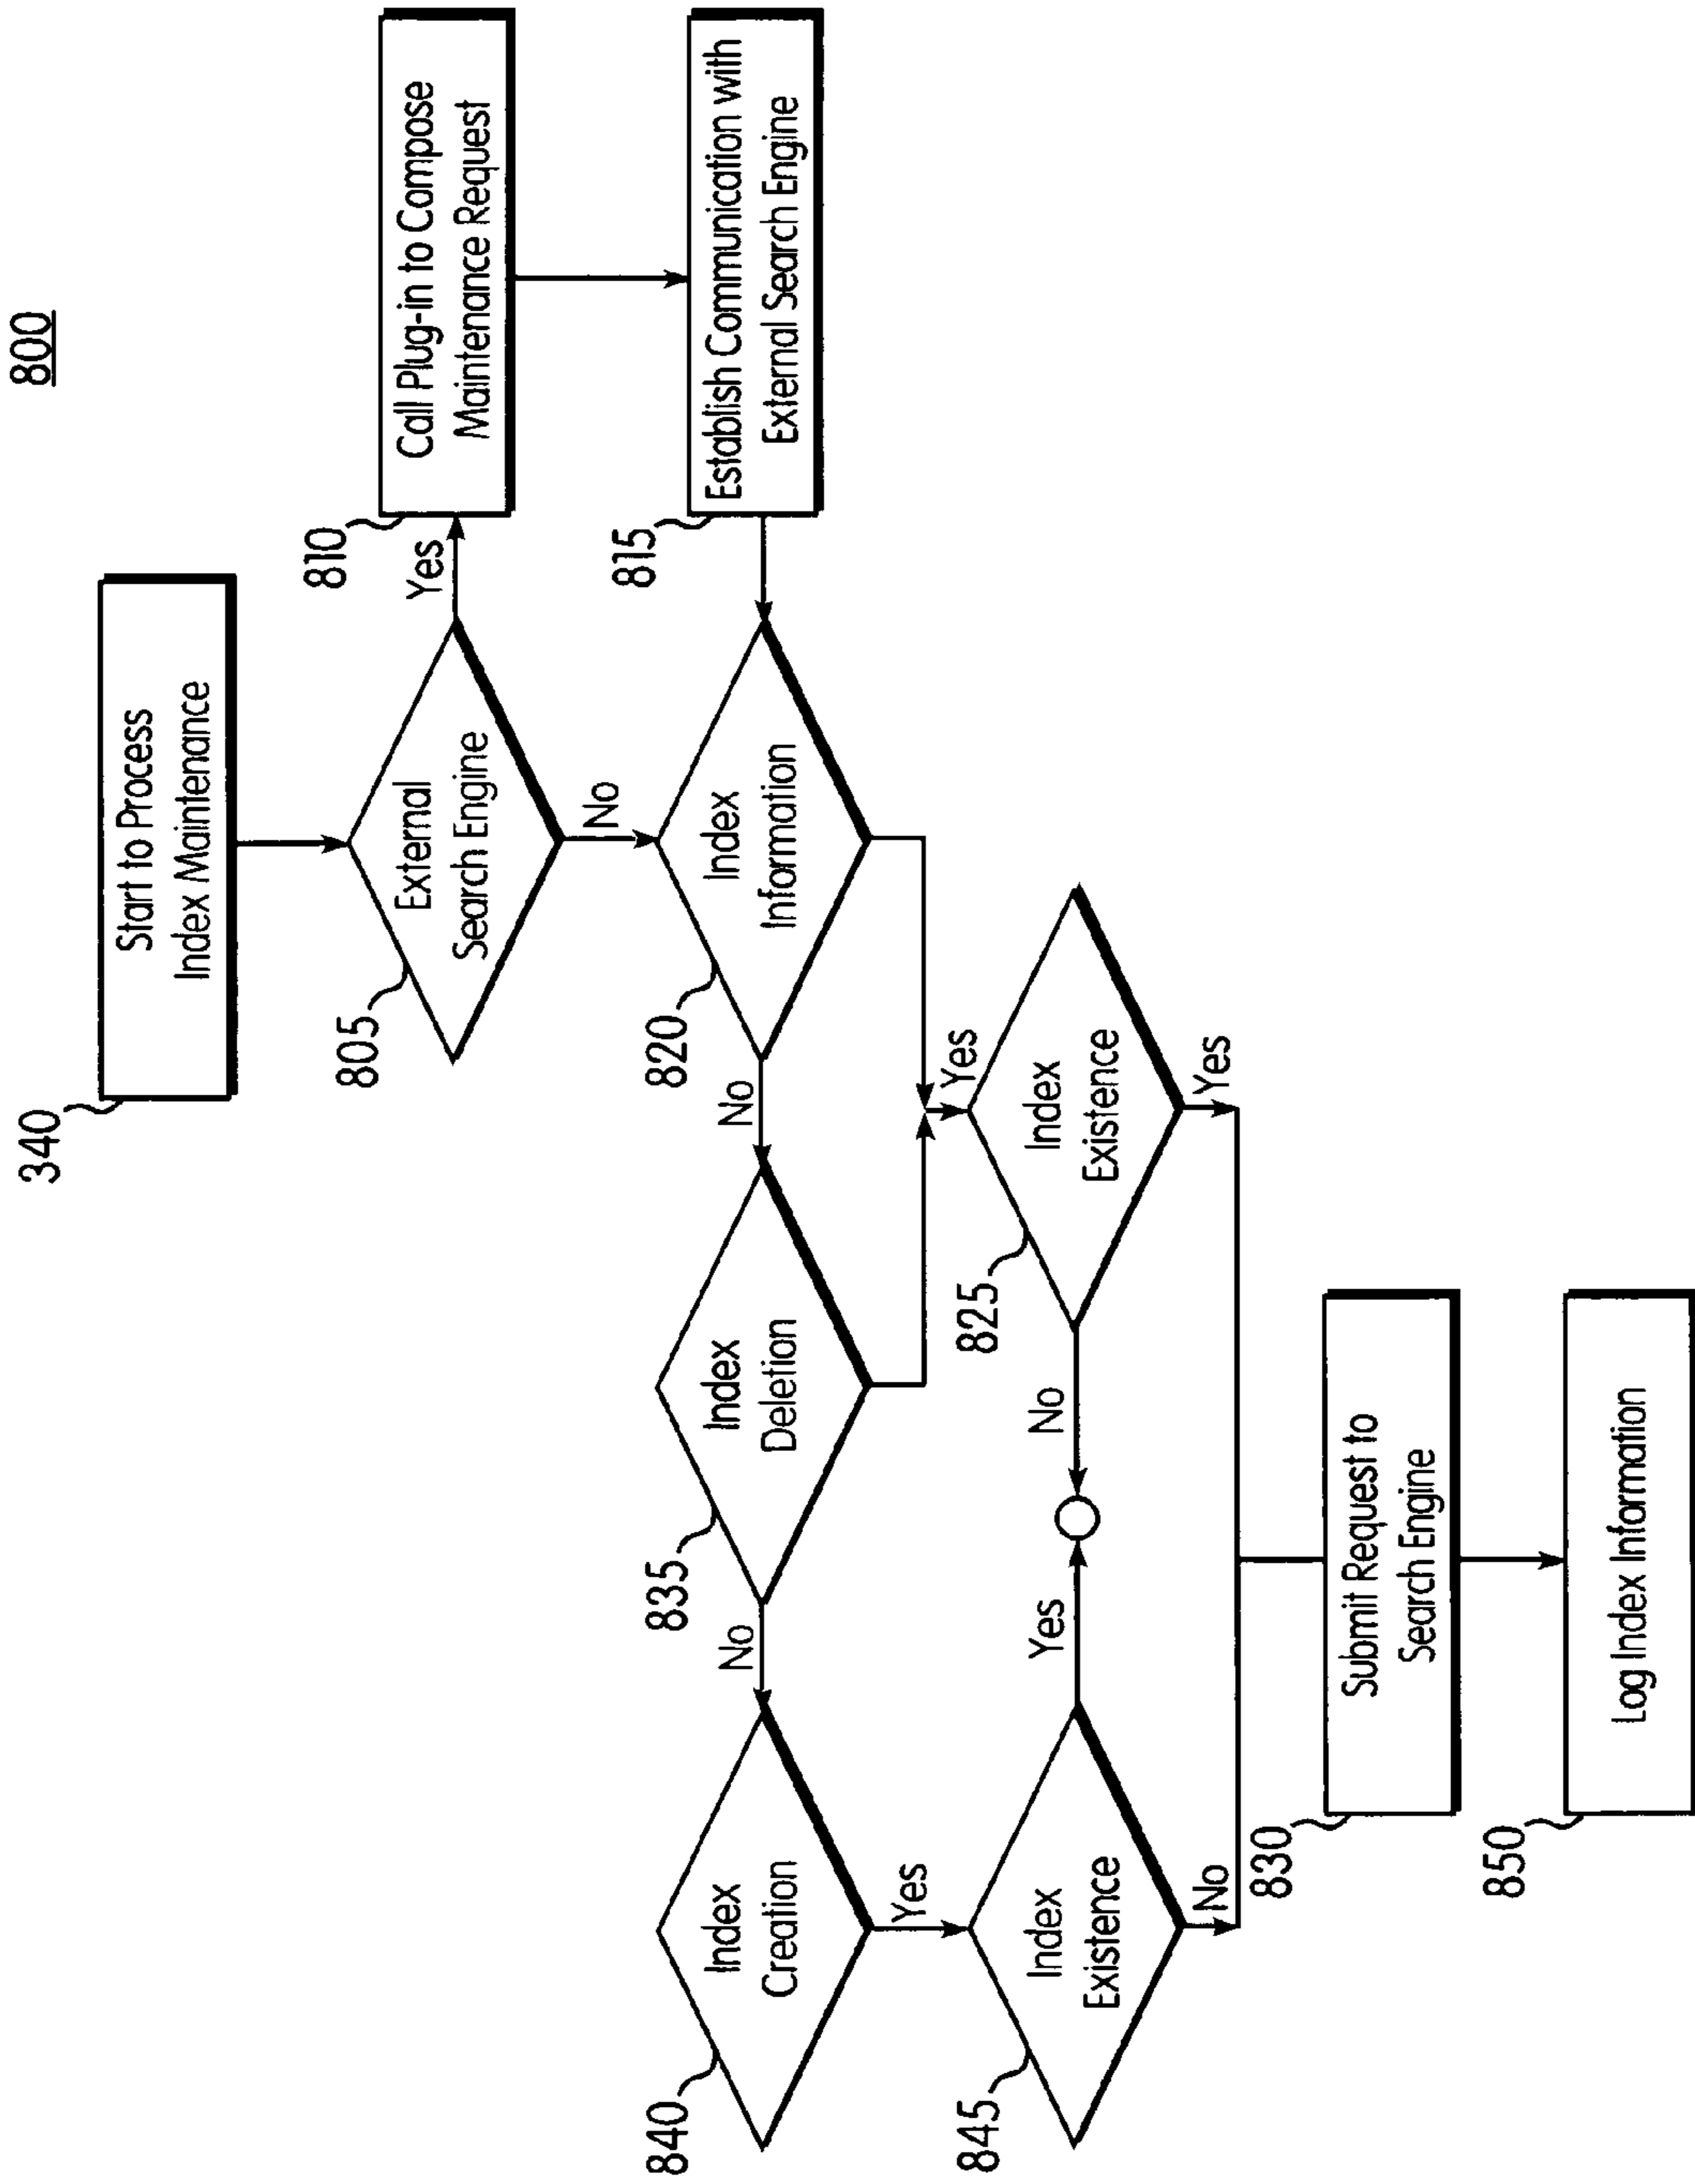 800
340
Start to Process
Index Maintenance
805
External
Search Engine
Yes
810
Call Plug-in to Compose
Maintenance Request
No
815
Establish Communication with
External Search Engine
820
Index
Information
No
835
Index
Deletion
No
840
Index
Creation
Yes
Yes
825
Index
Existence
No
Yes
845
Index
Existence
Yes
No
830
Submit Request to
Search Engine
850
Log Index Information